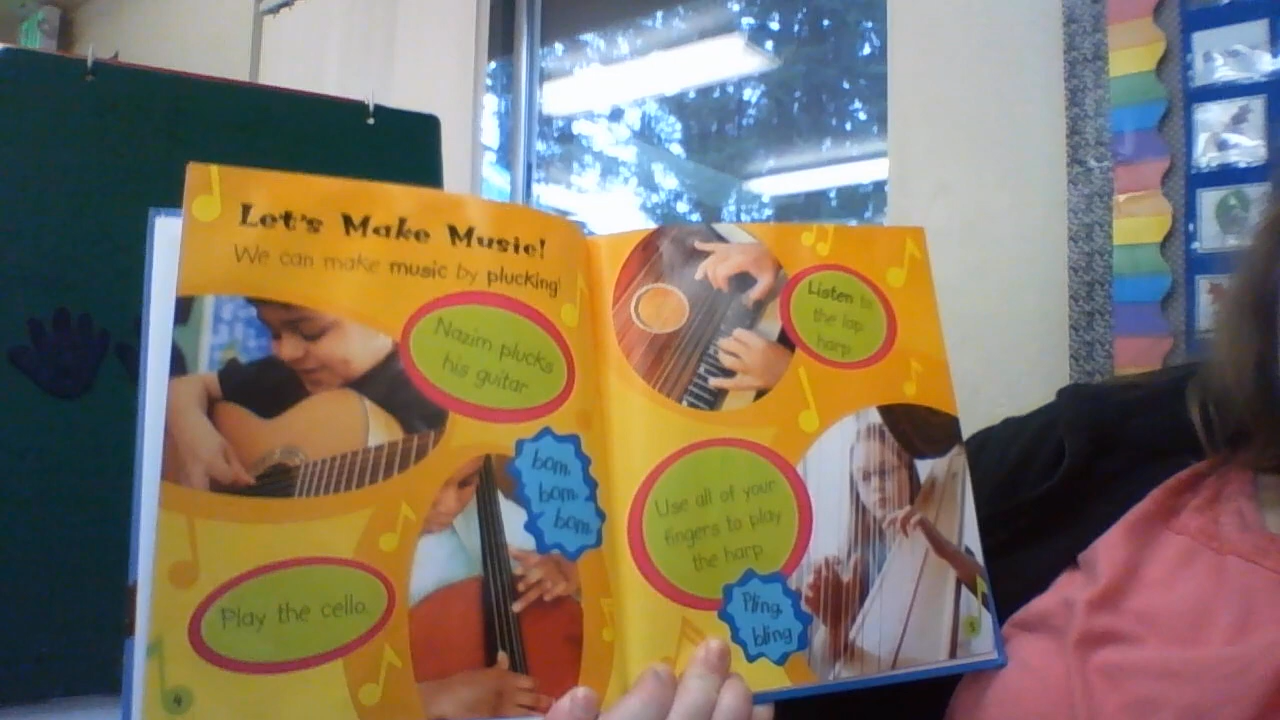 Let's Make Music!
We can make music by plucking!
Nazim plucks
his guitar
bom,
bom,
bom.
Play the cello.
4
Listen to
the lap
harp
Use all of your
fingers to play
the harp
Pling,
bling
5